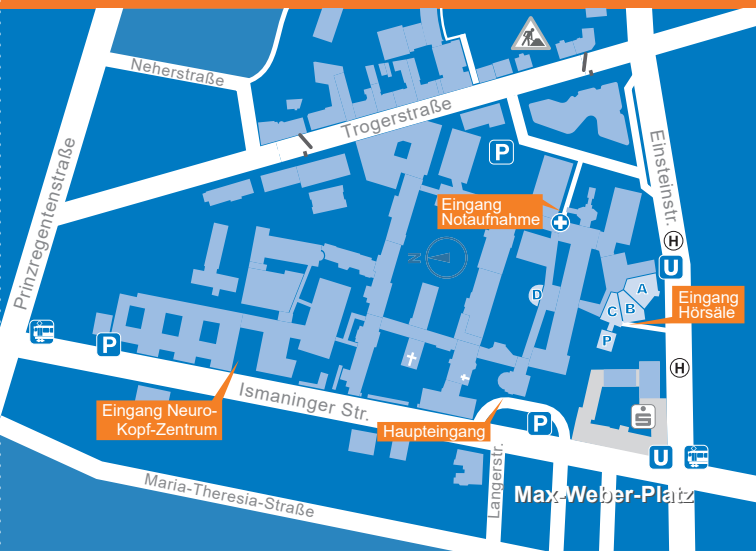 Neherstraße
Trogerstraße
Prinzregentenstraße
Einsteinstr.
P
Eingang
Notaufnahme
N
H
U
A
B
C
D
P
Eingang
Hörsäle
P
H
Ismaninger Str.
Eingang Neuro-
Kopf-Zentrum
Haupteingang
P
S
U
Langerstr.
Max-Weber-Platz
Maria-Theresia-Straße